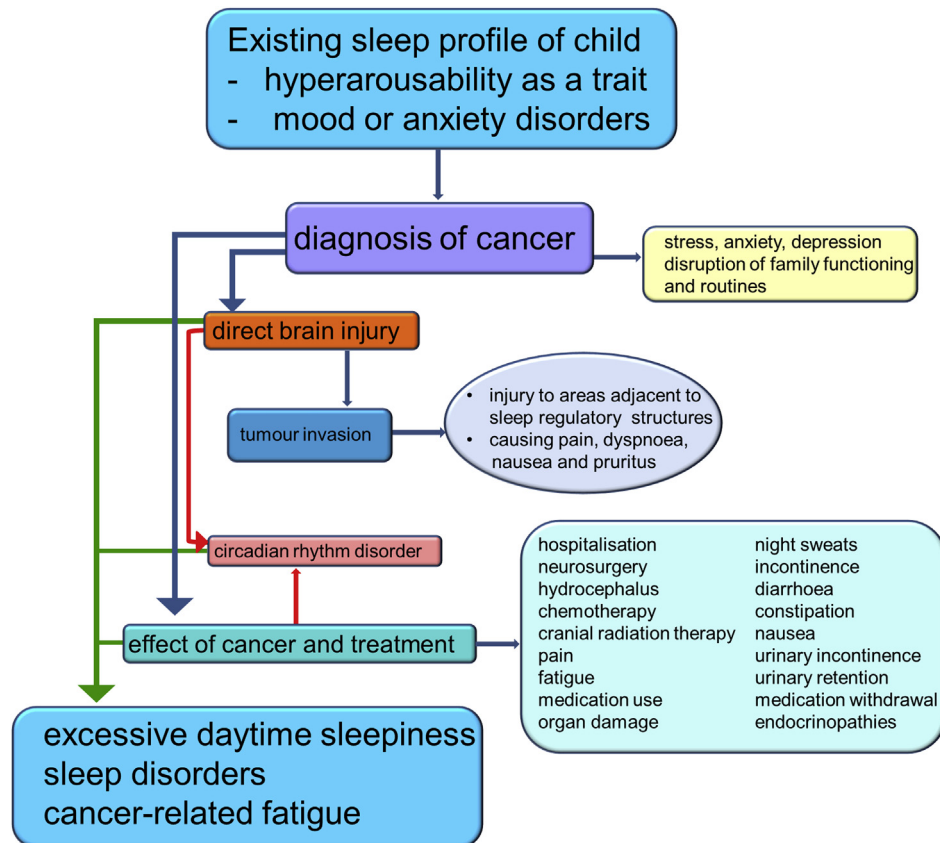 Existing sleep profile of child
- hyperarousability as a trait
- mood or anxiety disorders
diagnosis of cancer
stress, anxiety, depression
disruption of family functioning
and routines
direct brain injury
• injury to areas adjacent to
sleep regulatory structures
• causing pain, dyspnoea,
nausea and pruritus
tumour invasion
circadian rhythm disorder
hospitalisation
neurosurgery
hydrocephalus
chemotherapy
cranial radiation therapy
pain
fatigue
medication use
organ damage
night sweats
incontinence
diarrhoea
constipation
nausea
urinary incontinence
urinary retention
medication withdrawal
endocrinopathies
effect of cancer and treatment
excessive daytime sleepiness
sleep disorders
cancer-related fatigue